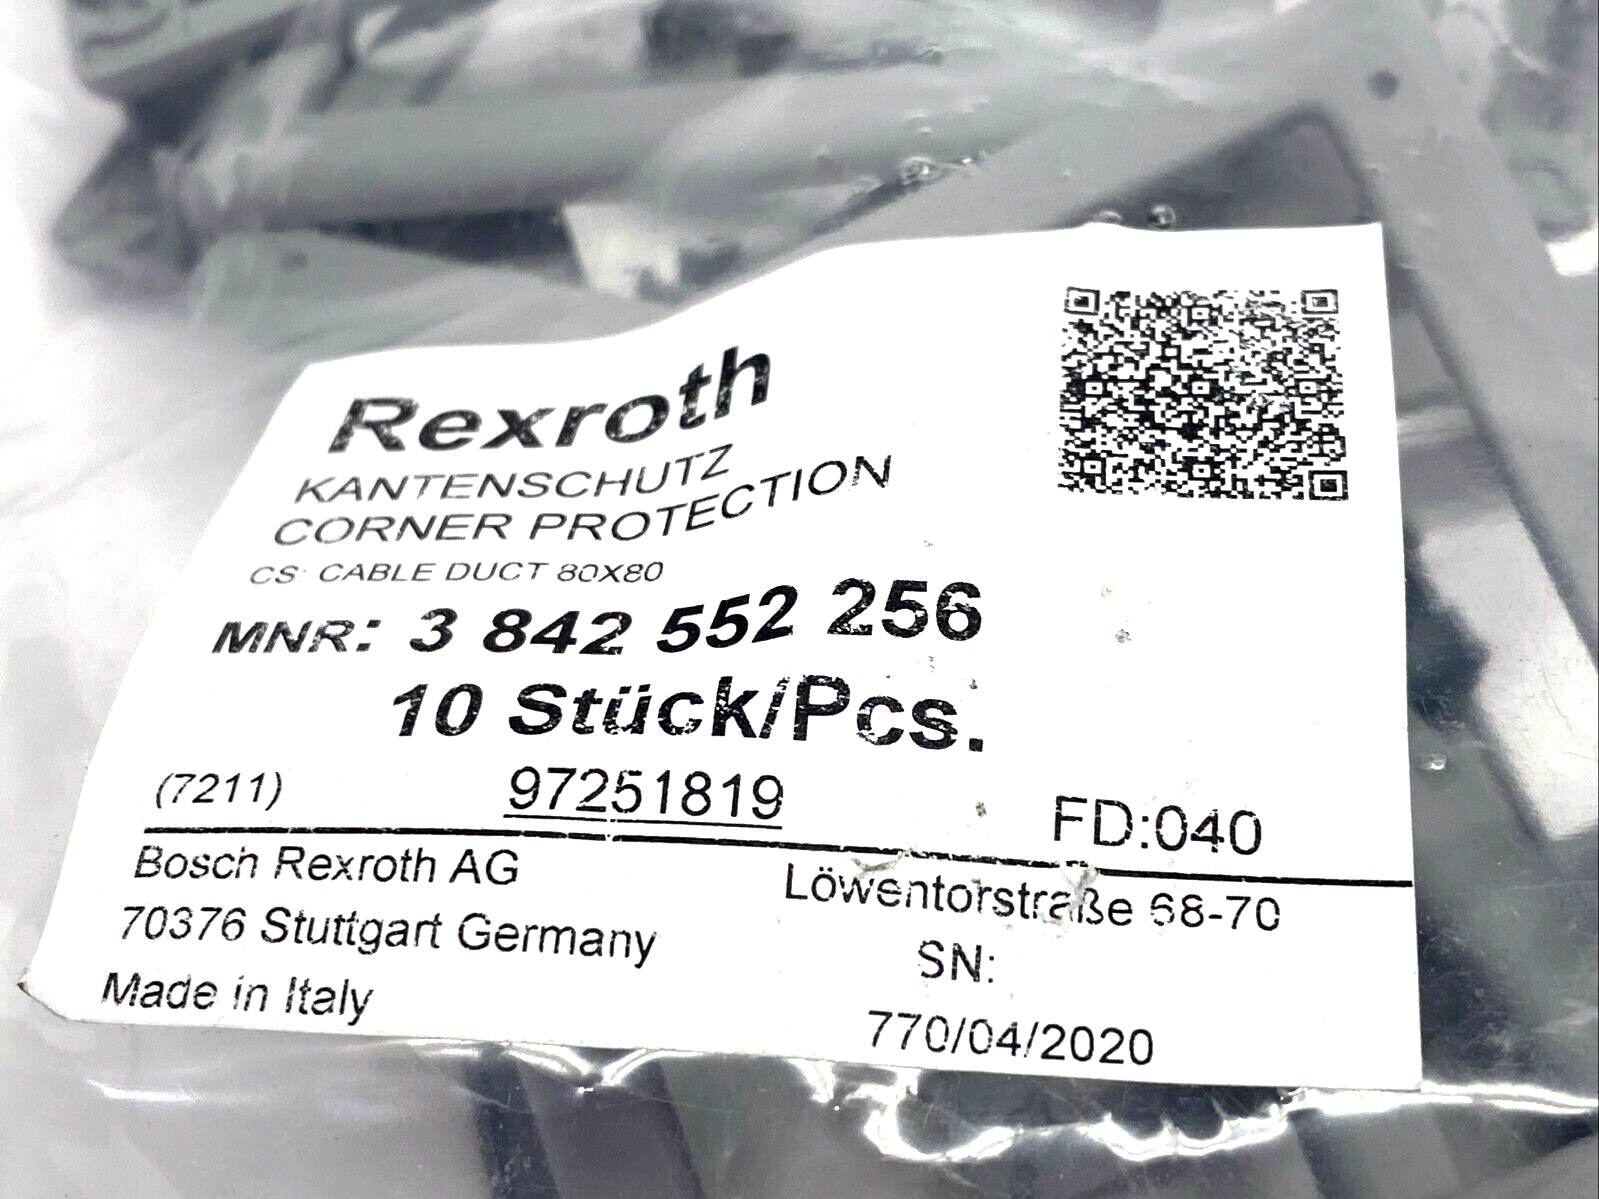 Rexroth
KANTENSCHUTZ
CORNER PROTECTION
CS: CABLE DUCT 80X80
MNR: 3 842 552 256
10 Stück/Pcs.
(7211) 97251819 FD:040
Bosch Rexroth AG Löwentorstraße 68-70
70376 Stuttgart Germany SN:
Made in Italy 770/04/2020